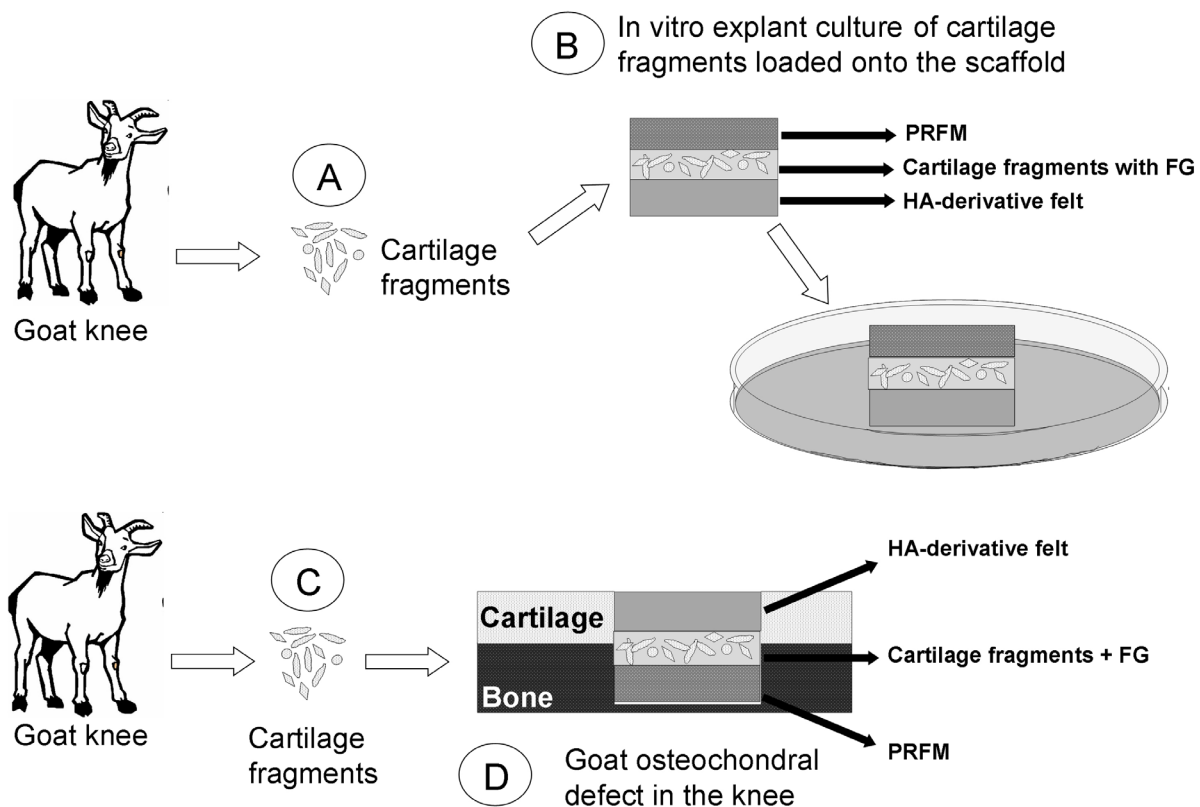 B
In vitro explant culture of cartilage
fragments loaded onto the scaffold
A
PRFM
Cartilage fragments with FG
HA-derivative felt
Cartilage
fragments
Goat knee
C
HA-derivative felt
Cartilage
Cartilage fragments + FG
Bone
Goat knee
Cartilage
fragments
PRFM
D
Goat osteochondral
defect in the knee